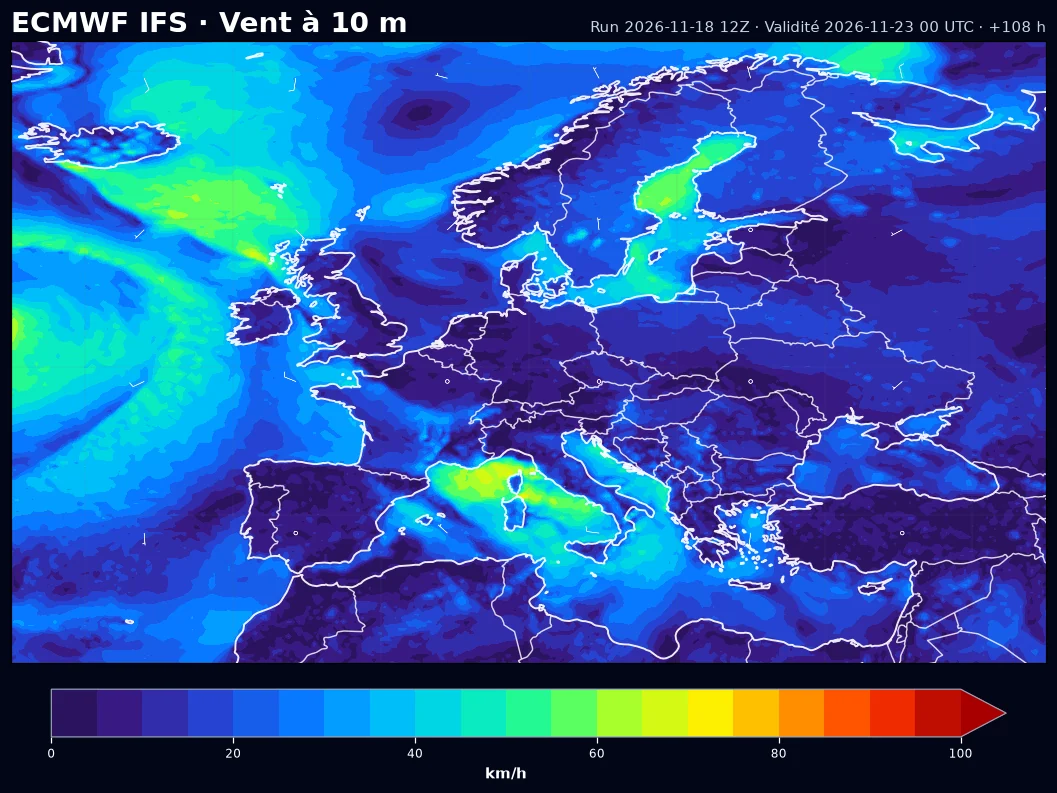 ECMWF IFS · Vent à 10 m
Run 2026-11-18 12Z · Validité 2026-11-23 00 UTC · +108 h
0 20 40 60 80 100
km/h